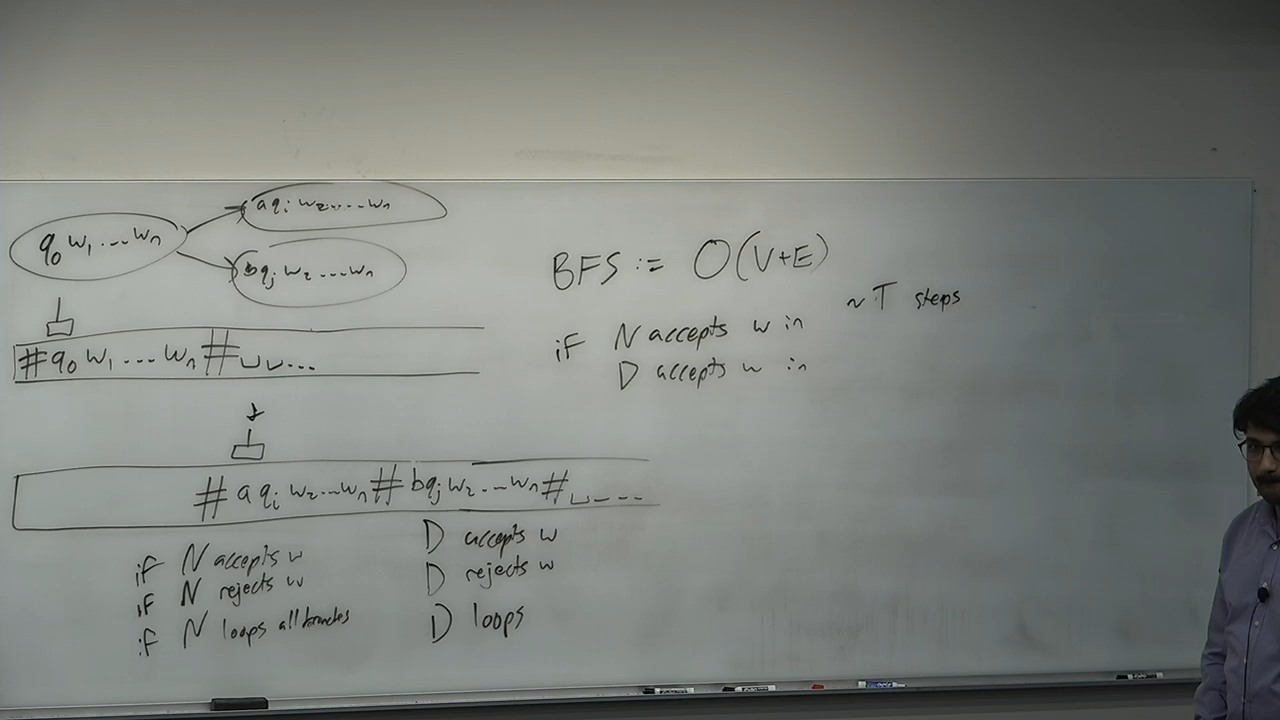 q₀ w₁ ... wₙ
a qᵢ w₂ ... wₙ
b qⱼ w₂ ... wₙ
# q₀ w₁ ... wₙ # ⊔ ⊔ ...
# a qᵢ w₂ ... wₙ # b qⱼ w₂ ... wₙ # ⊔ - - -
if N accepts w D accepts w
if N rejects w D rejects w
if N loops all branches D loops
BFS := O(V+E)
if N accepts w in ~T steps
D accepts w in